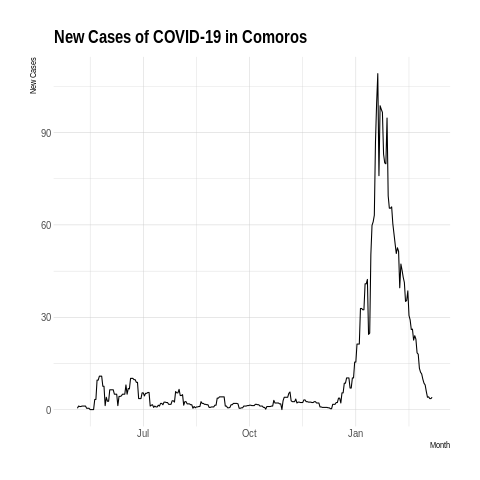 New Cases of COVID-19 in Comoros
New Cases
90
60
30
0
Jul Oct Jan
Month